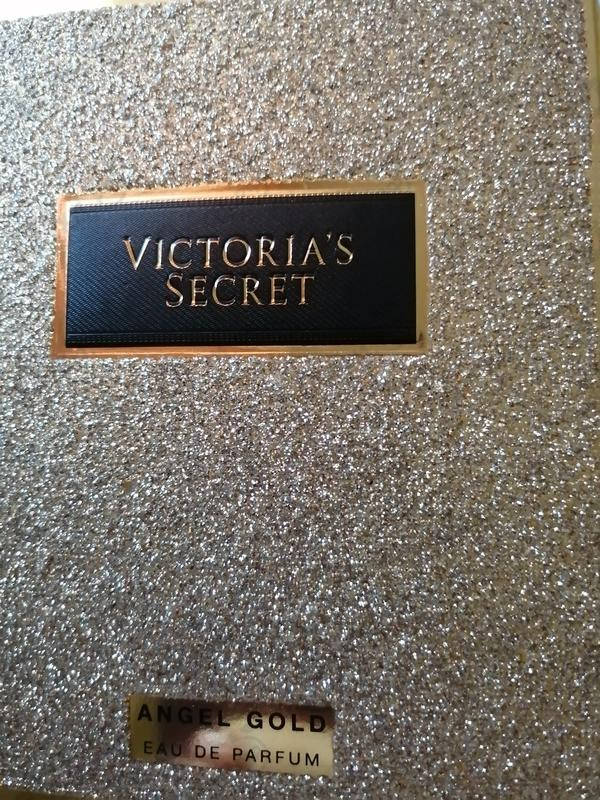 VICTORIA'S
SECRET
ANGEL GOLD
EAU DE PARFUM